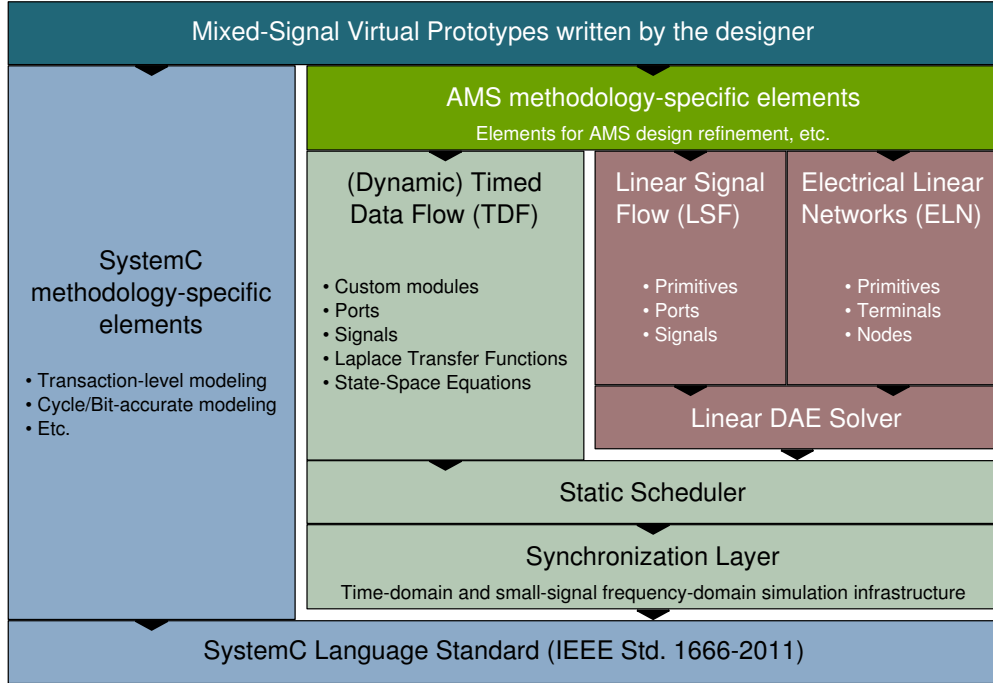 Mixed-Signal Virtual Prototypes written by the designer
AMS methodology-specific elements
Elements for AMS design refinement, etc.
SystemC
methodology-specific
elements
• Transaction-level modeling
• Cycle/Bit-accurate modeling
• Etc.
(Dynamic) Timed
Data Flow (TDF)
• Custom modules
• Ports
• Signals
• Laplace Transfer Functions
• State-Space Equations
Linear Signal
Flow (LSF)
• Primitives
• Ports
• Signals
Electrical Linear
Networks (ELN)
• Primitives
• Terminals
• Nodes
Linear DAE Solver
Static Scheduler
Synchronization Layer
Time-domain and small-signal frequency-domain simulation infrastructure
SystemC Language Standard (IEEE Std. 1666-2011)